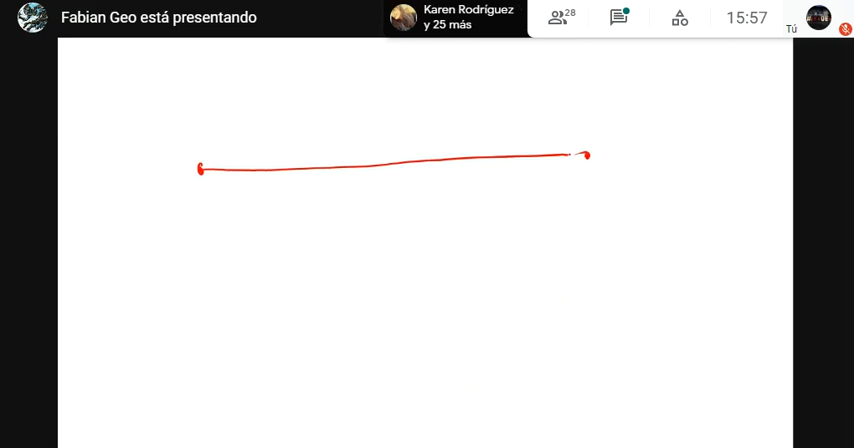 Fabian Geo está presentando
Karen Rodríguez
y 25 más
28
15:57
Tú